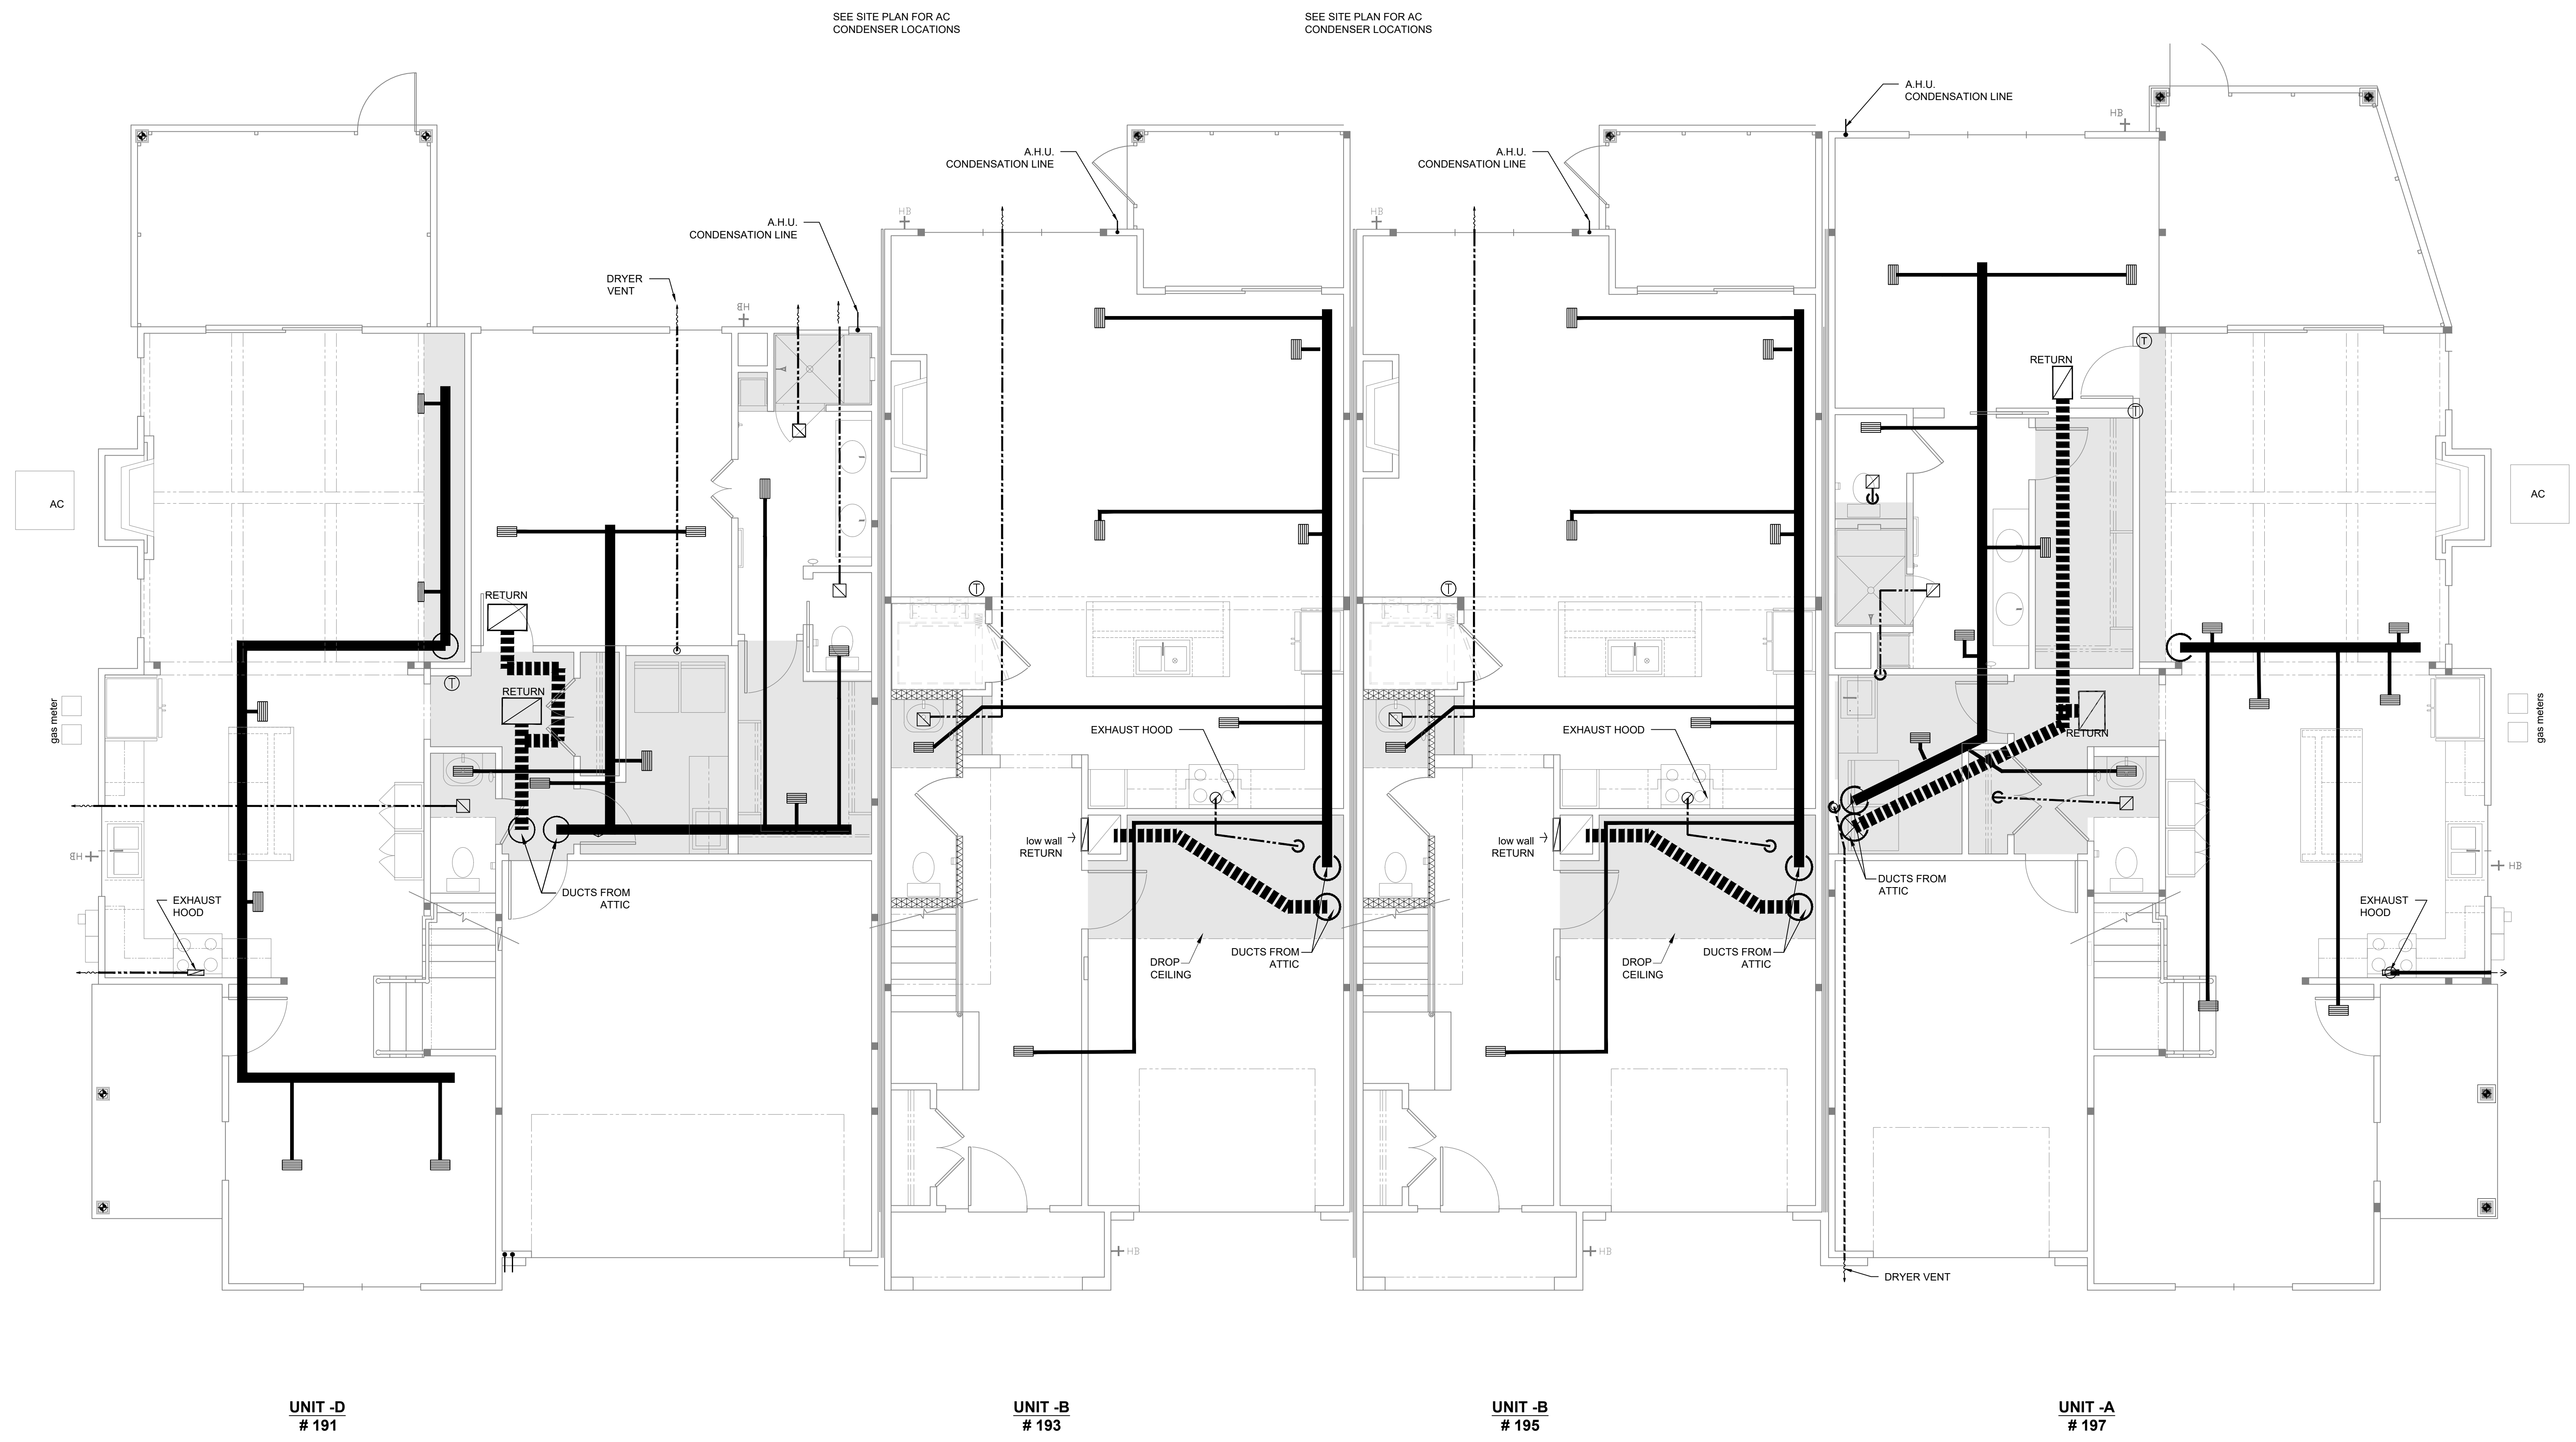 SEE SITE PLAN FOR AC
CONDENSER LOCATIONS
SEE SITE PLAN FOR AC
CONDENSER LOCATIONS
A.H.U.
CONDENSATION LINE
HB
A.H.U.
CONDENSATION LINE
A.H.U.
CONDENSATION LINE
HB
HB
A.H.U.
CONDENSATION LINE
DRYER
VENT
HB
T
RETURN
T
AC
AC
RETURN
T
T
RETURN
T
gas meter
gas meters
RETURN
EXHAUST HOOD
EXHAUST HOOD
low wall
RETURN
low wall
RETURN
HB
HB
DUCTS FROM
ATTIC
DUCTS FROM
ATTIC
EXHAUST
HOOD
EXHAUST
HOOD
DROP
CEILING
DUCTS FROM
ATTIC
DROP
CEILING
DUCTS FROM
ATTIC
HB
HB
DRYER VENT
UNIT -D
# 191
UNIT -B
# 193
UNIT -B
# 195
UNIT -A
# 197